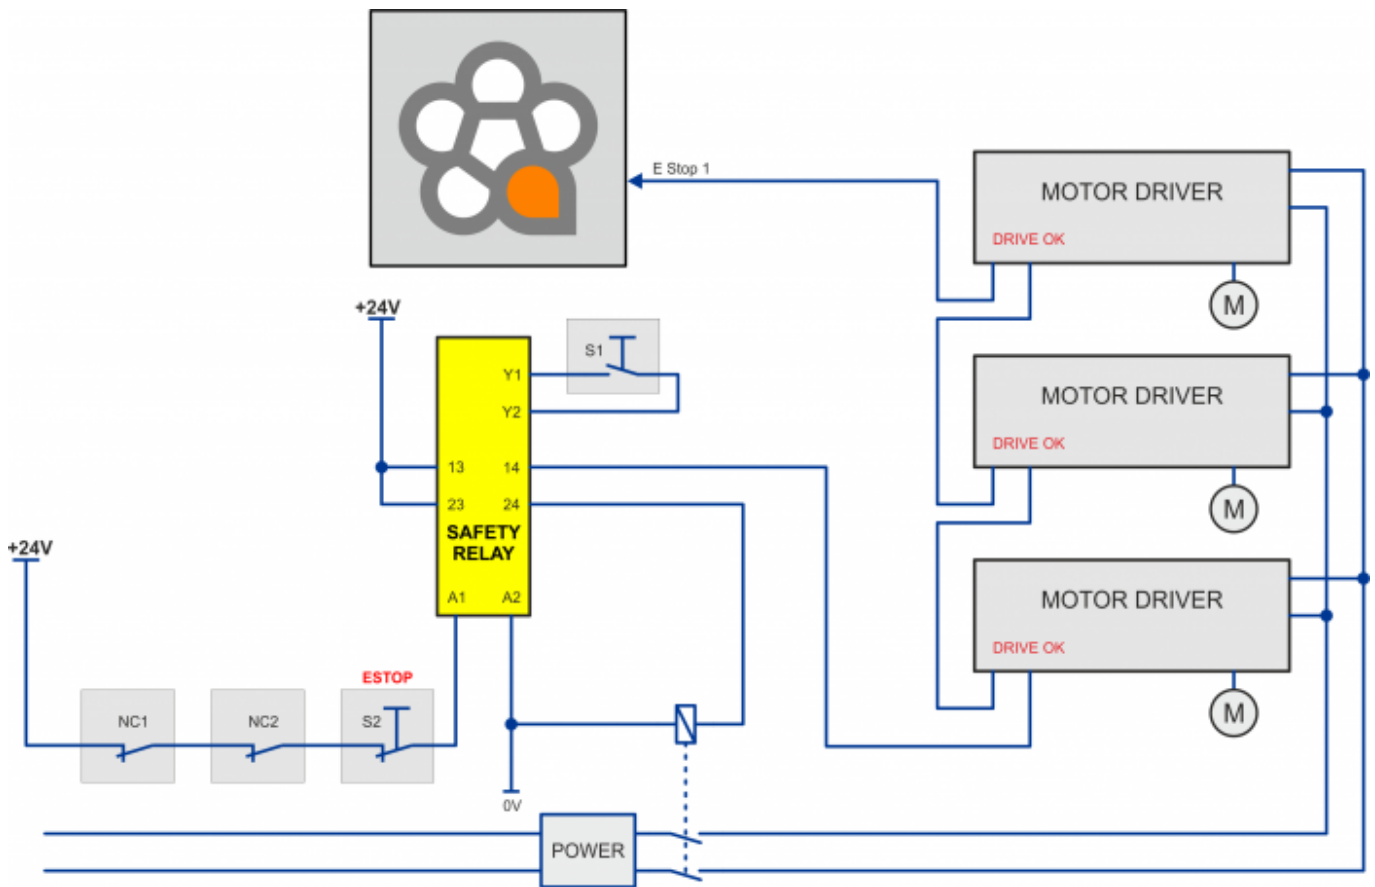 E Stop 1
MOTOR DRIVER
DRIVE OK
M
+24V
S1
Y1
Y2
MOTOR DRIVER
DRIVE OK
M
13 14
23 24
SAFETY
RELAY
A1 A2
+24V
MOTOR DRIVER
DRIVE OK
M
ESTOP
NC1
NC2
S2
0V
POWER